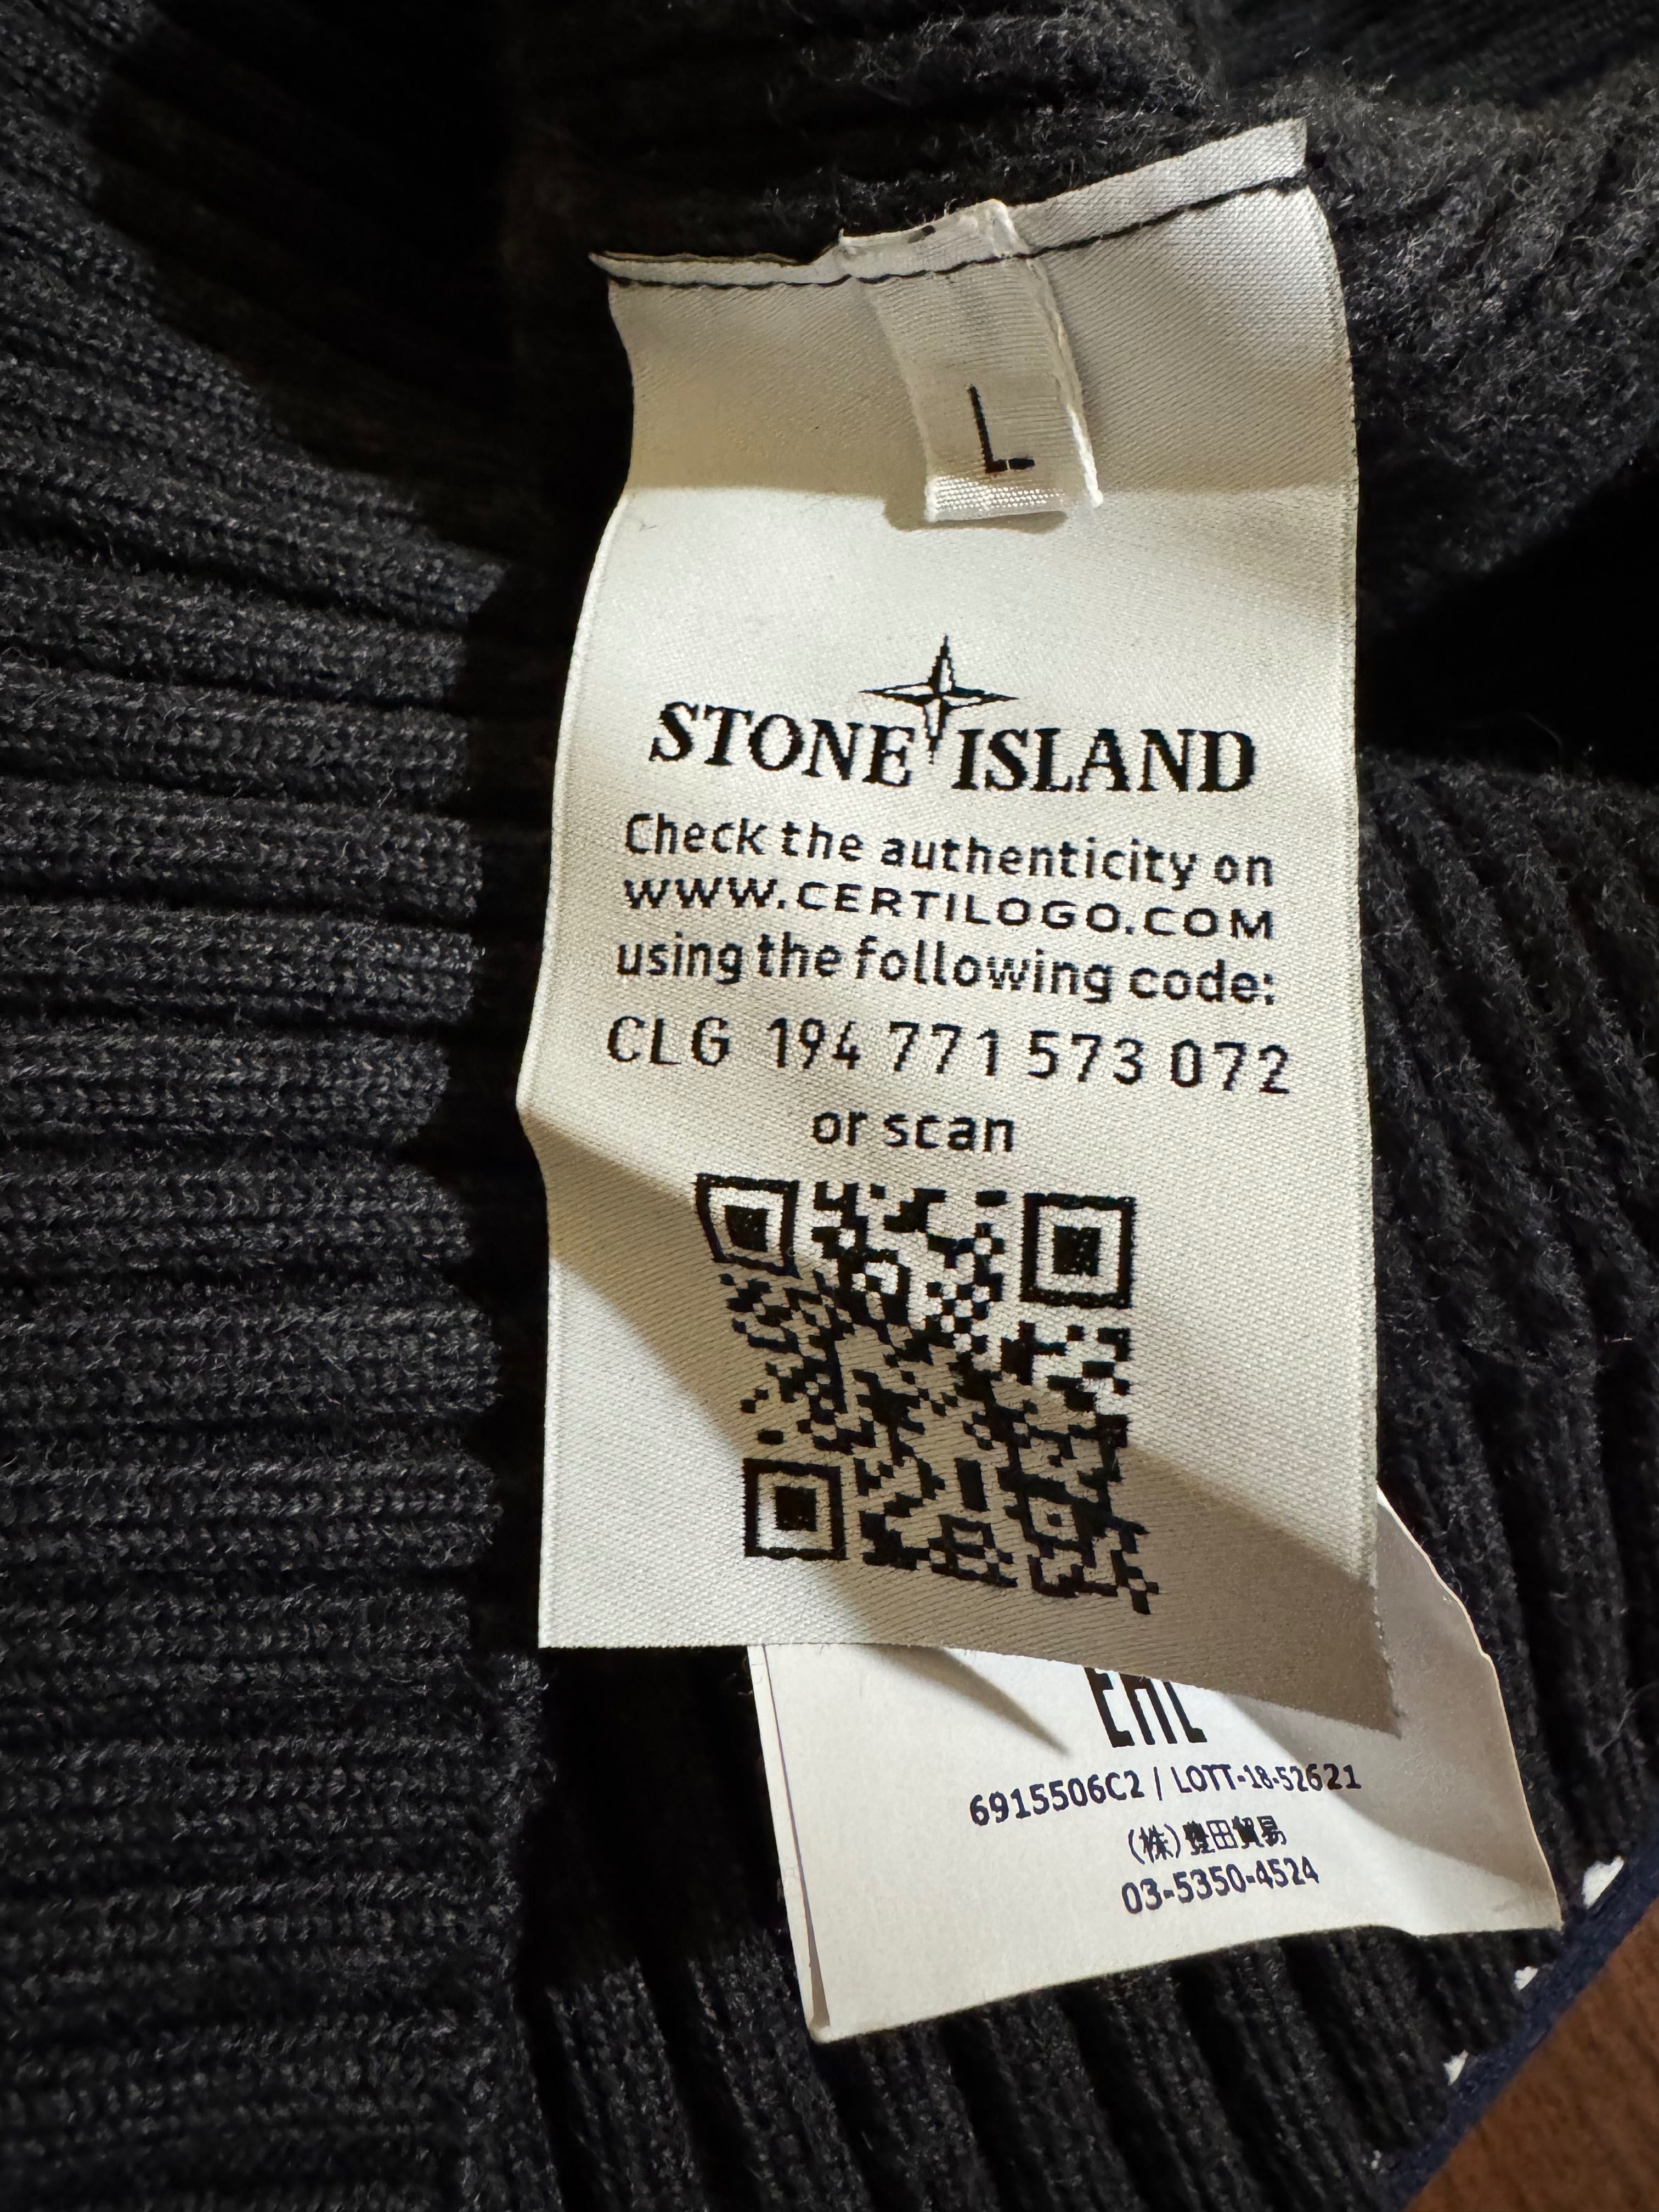 L
STONE ISLAND
Check the authenticity on
WWW.CERTILOGO.COM
using the following code:
CLG 194 771 573 072
or scan
EAC
6915506C2 / LOTT-18-52621
(株)豊田貿易
03-5350-4524